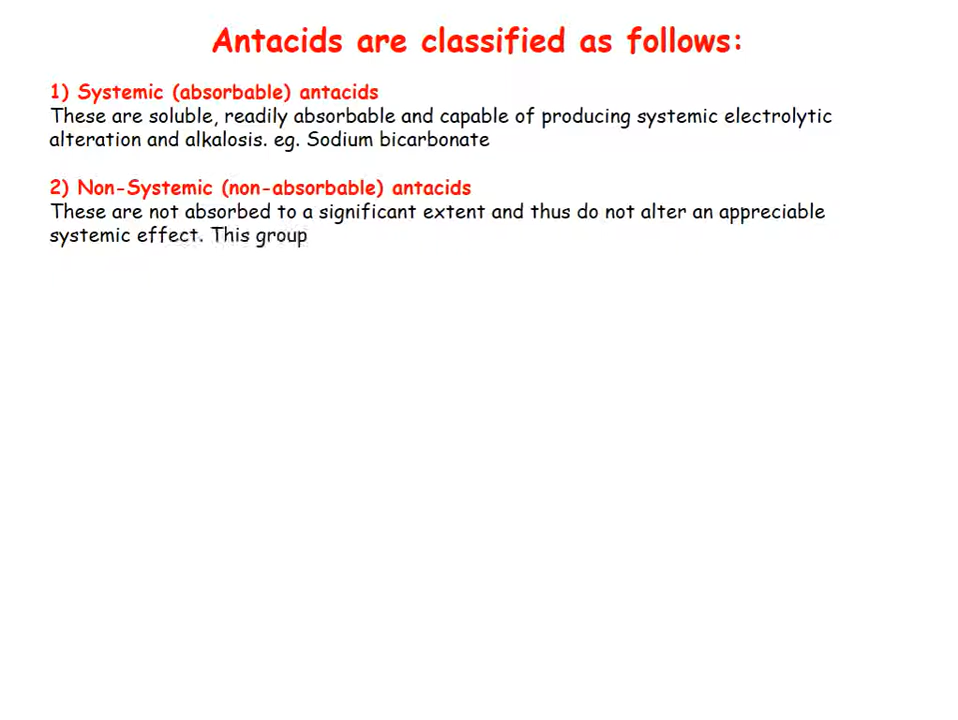 Antacids are classified as follows:
1) Systemic (absorbable) antacids
These are soluble, readily absorbable and capable of producing systemic electrolytic
alteration and alkalosis. eg. Sodium bicarbonate
2) Non-Systemic (non-absorbable) antacids
These are not absorbed to a significant extent and thus do not alter an appreciable
systemic effect. This group